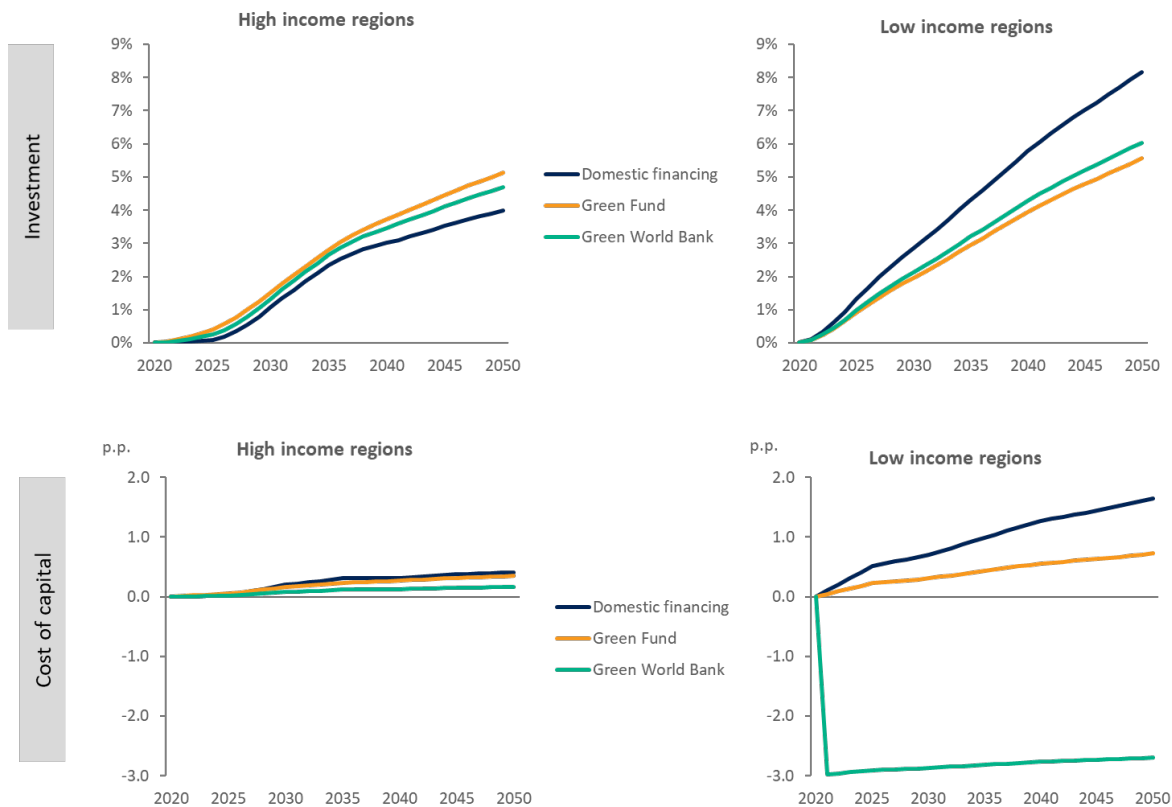 High income regions
Low income regions
Investment
9%
8%
7%
6%
5%
4%
3%
2%
1%
0%
2020 2025 2030 2035 2040 2045 2050
Domestic financing
Green Fund
Green World Bank
9%
8%
7%
6%
5%
4%
3%
2%
1%
0%
2020 2025 2030 2035 2040 2045 2050
p.p.
High income regions
p.p.
Low income regions
Cost of capital
2.0
1.0
0.0
-1.0
-2.0
-3.0
2020 2025 2030 2035 2040 2045 2050
Domestic financing
Green Fund
Green World Bank
2.0
1.0
0.0
-1.0
-2.0
-3.0
2020 2025 2030 2035 2040 2045 2050